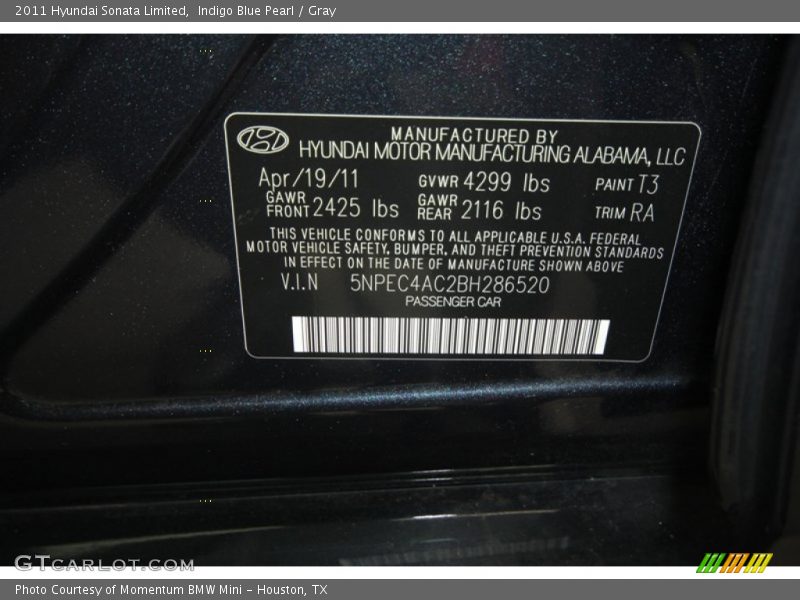 2011 Hyundai Sonata Limited,  Indigo Blue Pearl / Gray
MANUFACTURED BY
HYUNDAI MOTOR MANUFACTURING ALABAMA, LLC
Apr/19/11 GVWR 4299 lbs PAINT T3
GAWR FRONT 2425 lbs GAWR REAR 2116 lbs TRIM RA
THIS VEHICLE CONFORMS TO ALL APPLICABLE U.S.A. FEDERAL
MOTOR VEHICLE SAFETY, BUMPER, AND THEFT PREVENTION STANDARDS
IN EFFECT ON THE DATE OF MANUFACTURE SHOWN ABOVE
V.I.N 5NPEC4AC2BH286520
PASSENGER CAR
GTcarlot.com
Photo Courtesy of Momentum BMW Mini - Houston, TX